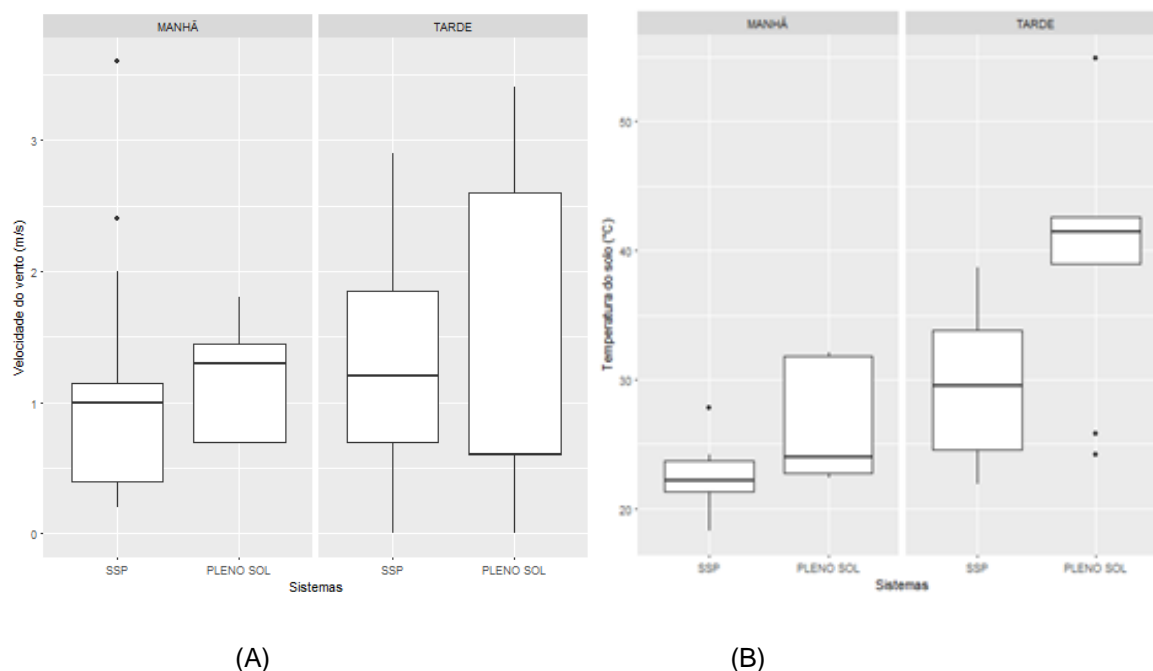 MANHÃ TARDE
Velocidade do vento (m/s)
3
2
1
0
SSP PLENO SOL SSP PLENO SOL
Sistemas
(A)
MANHÃ TARDE
Temperatura do solo (°C)
50
40
30
20
SSP PLENO SOL SSP PLENO SOL
Sistemas
(B)